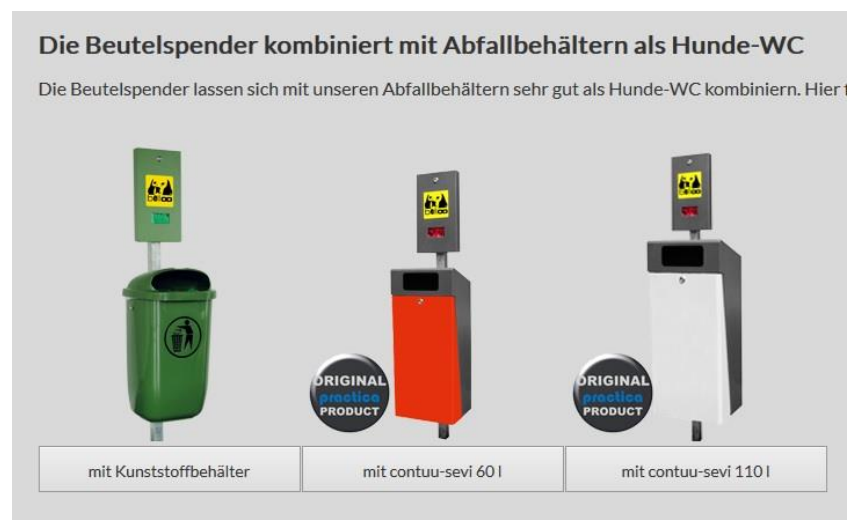 Die Beutelspender kombiniert mit Abfallbehältern als Hunde-WC
Die Beutelspender lassen sich mit unseren Abfallbehältern sehr gut als Hunde-WC kombiniern. Hier
ORIGINAL
practica
PRODUCT
ORIGINAL
practica
PRODUCT
mit Kunststoffbehälter
mit contuu-sevi 60 l
mit contuu-sevi 110 l